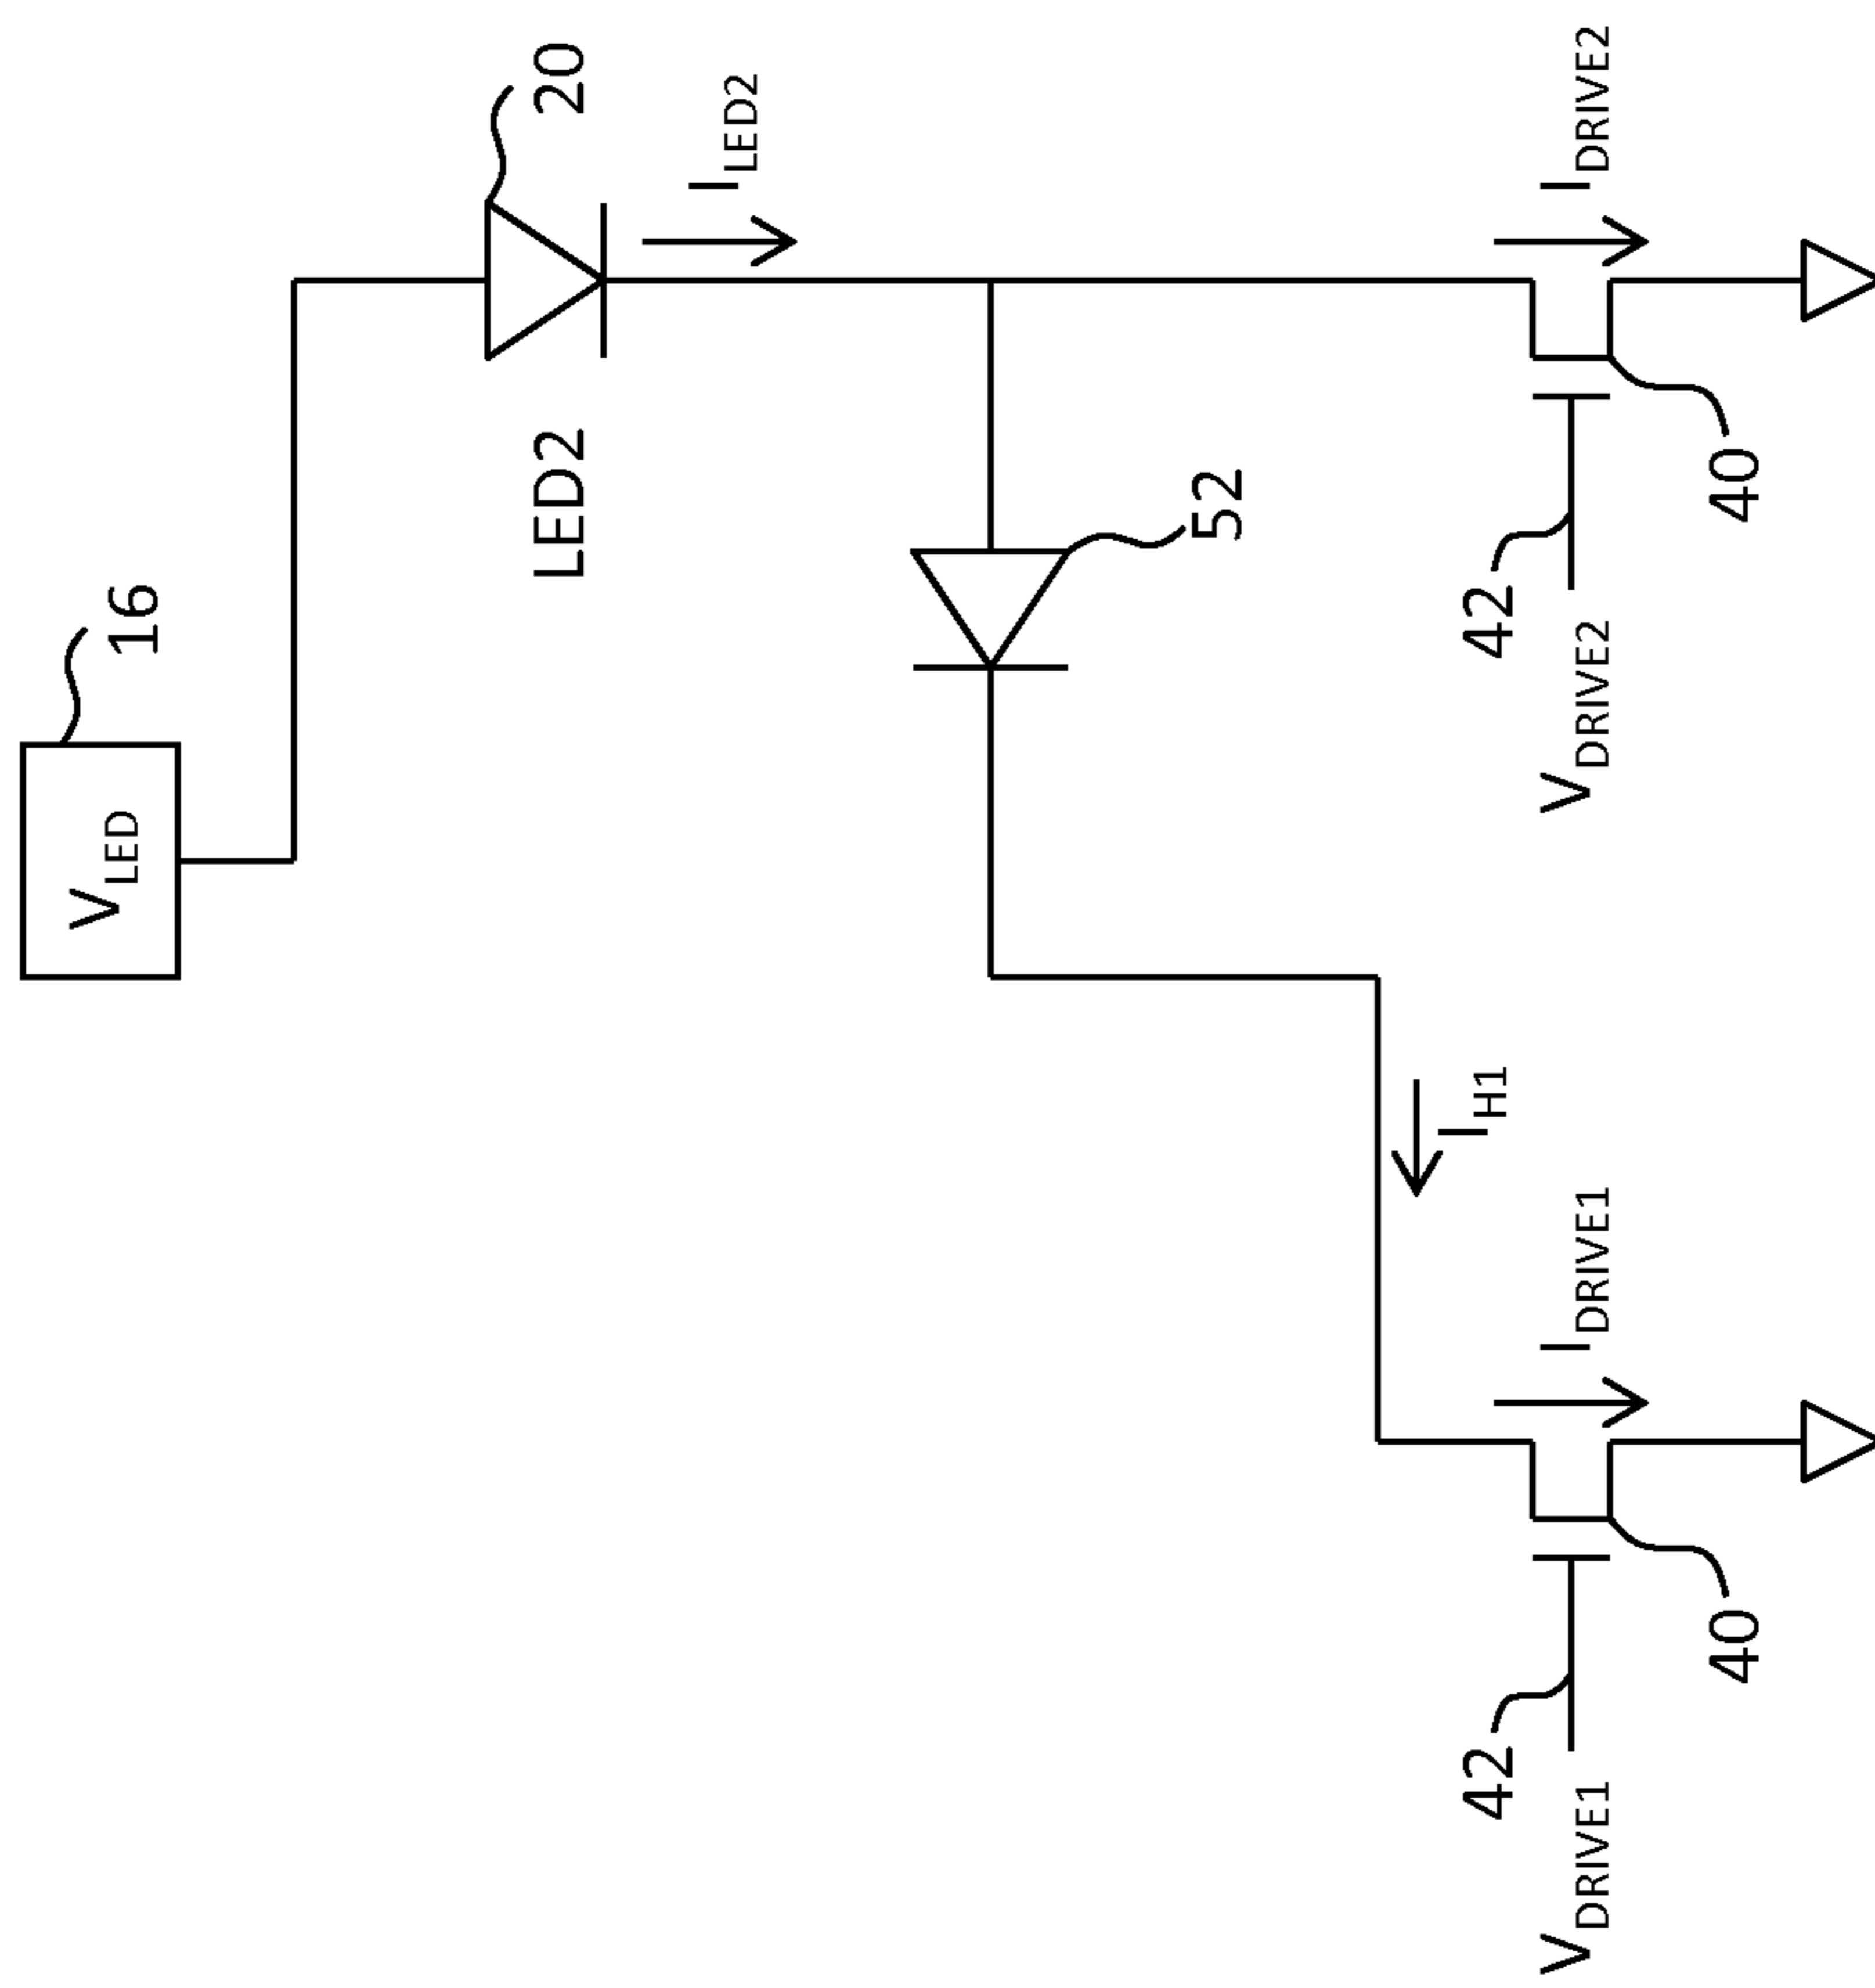 V_LED
16
LED2
20
I_LED2
52
I_H1
V_DRIVE1
42
I_DRIVE1
40
V_DRIVE2
42
I_DRIVE2
40